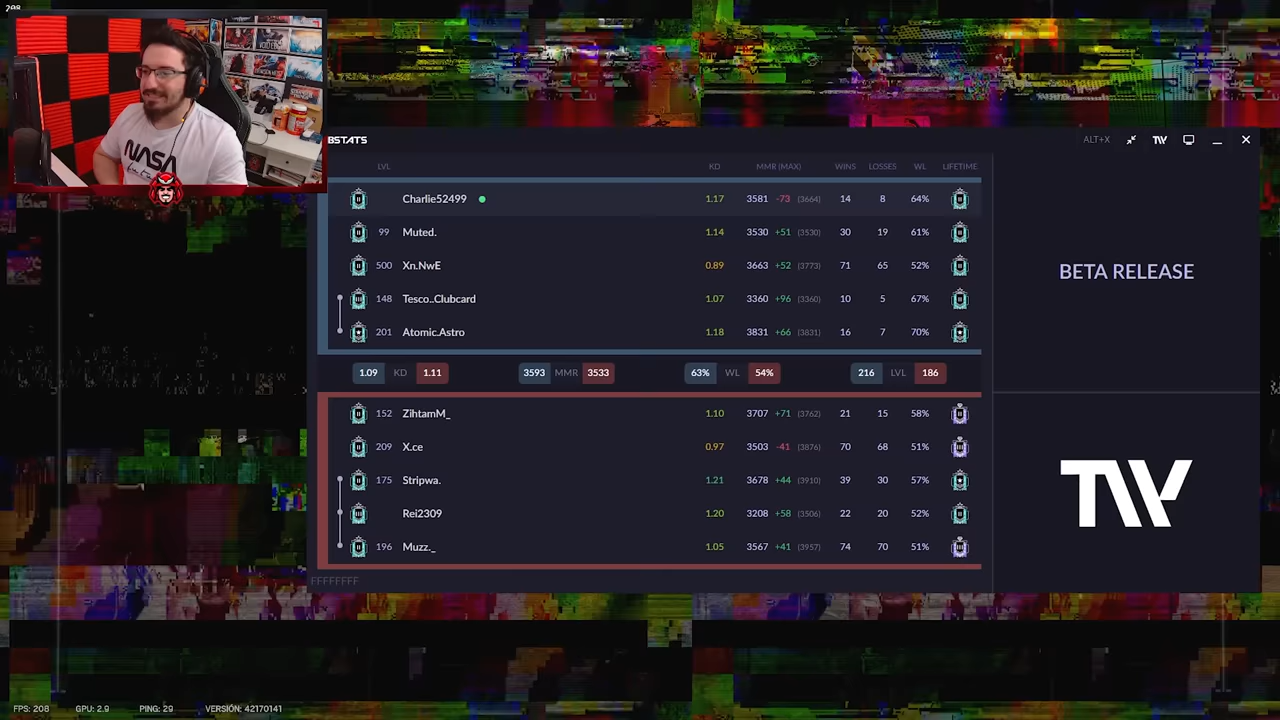 208
NASA
BSTATS
ALT+X
LVL KD MMR (MAX) WINS LOSSES WL LIFETIME
Charlie52499 1.17 3581 -73 (3664) 14 8 64%
99 Muted. 1.14 3530 +51 (3530) 30 19 61%
500 Xn.NwE 0.89 3663 +52 (3773) 71 65 52%
148 Tesco..Clubcard 1.07 3360 +96 (3360) 10 5 67%
201 Atomic.Astro 1.18 3831 +66 (3831) 16 7 70%
1.09 KD 1.11 3593 MMR 3533 63% WL 54% 216 LVL 186
152 ZihtamM_ 1.10 3707 +71 (3762) 21 15 58%
209 X.ce 0.97 3503 -41 (3876) 70 68 51%
175 Stripwa. 1.21 3678 +44 (3910) 39 30 57%
Rei2309 1.20 3208 +58 (3506) 22 20 52%
196 Muzz._ 1.05 3567 +41 (3957) 74 70 51%
FFFFFFFF
BETA RELEASE
FPS: 208 GPU: 2.9 PING: 29 VERSIÓN: 42170141